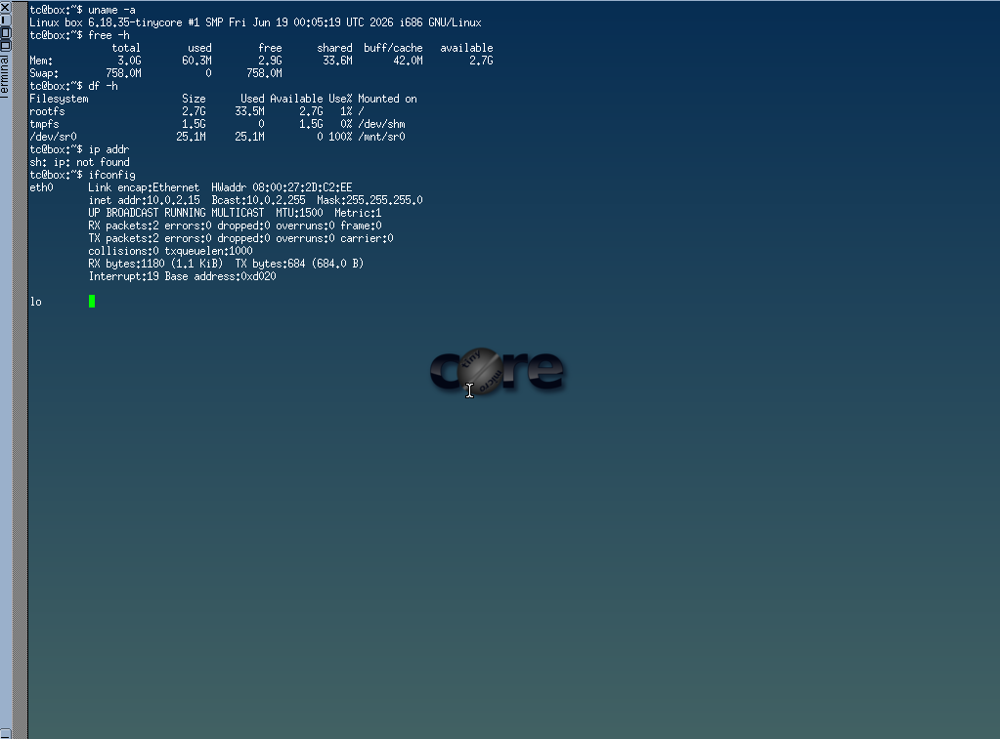 tc@box:~$ uname -a
Linux box 6.18.35-tinycore #1 SMP Fri Jun 19 00:05:19 UTC 2026 i686 GNU/Linux
tc@box:~$ free -h
              total        used        free      shared  buff/cache   available
Mem:           3.0G       60.3M        2.9G       33.6M       42.0M        2.7G
Swap:        758.0M           0      758.0M
tc@box:~$ df -h
Filesystem                Size      Used Available Use% Mounted on
rootfs                    2.7G     33.5M      2.7G   1% /
tmpfs                     1.5G         0      1.5G   0% /dev/shm
/dev/sr0                 25.1M     25.1M         0 100% /mnt/sr0
tc@box:~$ ip addr
sh: ip: not found
tc@box:~$ ifconfig
eth0      Link encap:Ethernet  HWaddr 08:00:27:2D:C2:EE
          inet addr:10.0.2.15  Bcast:10.0.2.255  Mask:255.255.255.0
          UP BROADCAST RUNNING MULTICAST  MTU:1500  Metric:1
          RX packets:2 errors:0 dropped:0 overruns:0 frame:0
          TX packets:2 errors:0 dropped:0 overruns:0 carrier:0
          collisions:0 txqueuelen:1000
          RX bytes:1180 (1.1 KiB)  TX bytes:684 (684.0 B)
          Interrupt:19 Base address:0xd020

lo
Terminal
core
tiny
micro